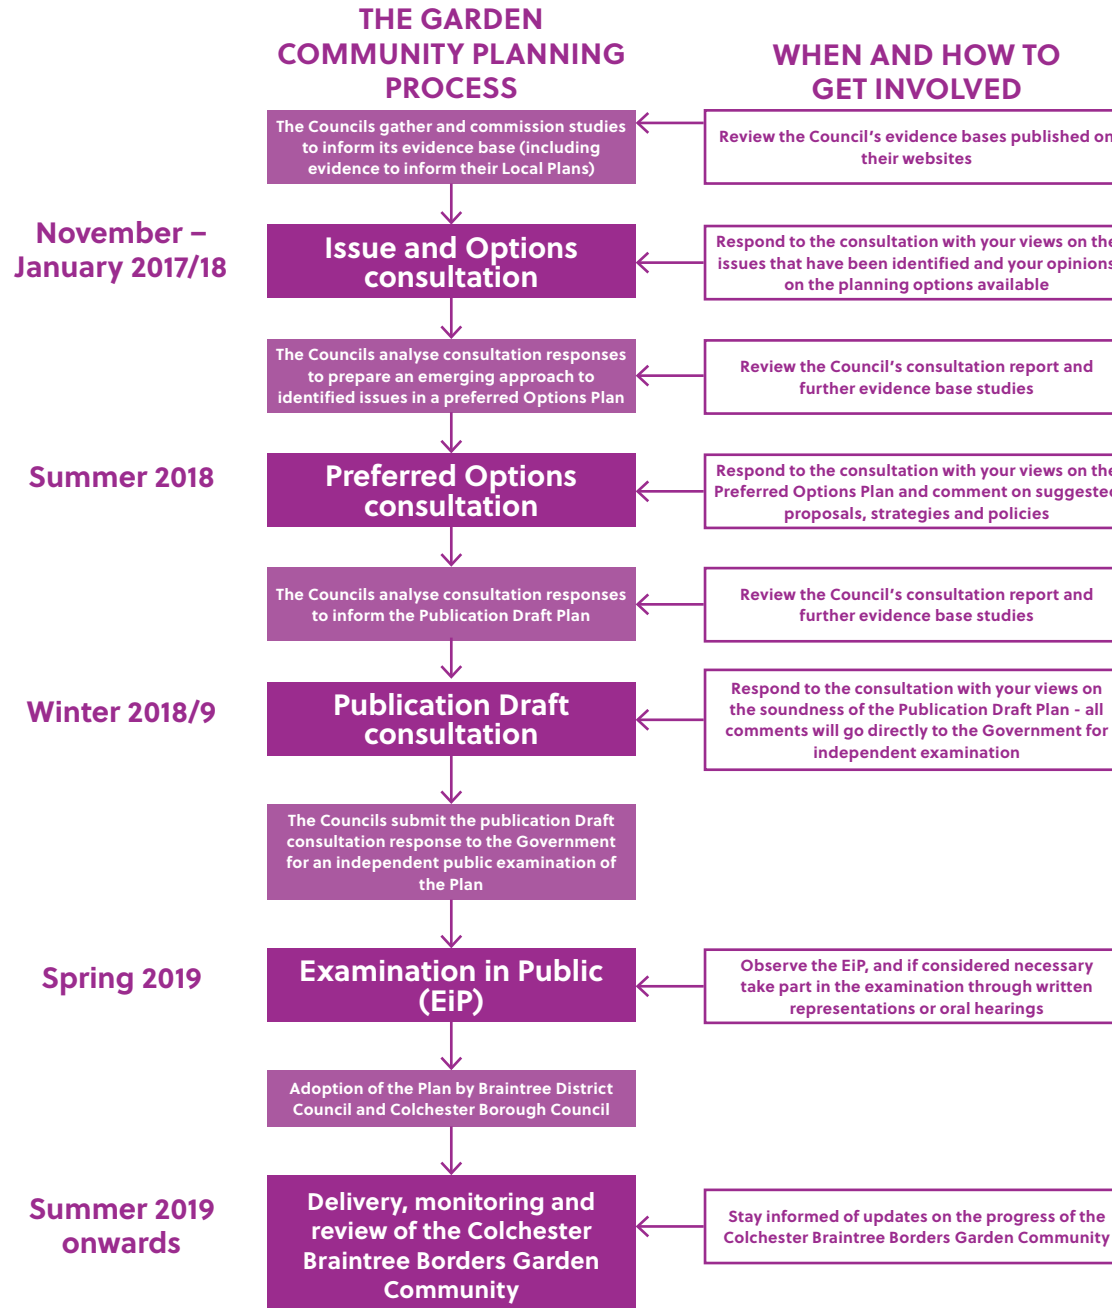 THE GARDEN
COMMUNITY PLANNING
PROCESS
WHEN AND HOW TO
GET INVOLVED
The Councils gather and commission studies
to inform its evidence base (including
evidence to inform their Local Plans)
Review the Council's evidence bases published on
their websites
November –
January 2017/18
Issue and Options
consultation
Respond to the consultation with your views on the
issues that have been identified and your opinions
on the planning options available
The Councils analyse consultation responses
to prepare an emerging approach to
identified issues in a preferred Options Plan
Review the Council's consultation report and
further evidence base studies
Summer 2018
Preferred Options
consultation
Respond to the consultation with your views on the
Preferred Options Plan and comment on suggested
proposals, strategies and policies
The Councils analyse consultation responses
to inform the Publication Draft Plan
Review the Council's consultation report and
further evidence base studies
Winter 2018/9
Publication Draft
consultation
Respond to the consultation with your views on
the soundness of the Publication Draft Plan - all
comments will go directly to the Government for
independent examination
The Councils submit the publication Draft
consultation response to the Government
for an independent public examination of
the Plan
Spring 2019
Examination in Public
(EiP)
Observe the EiP, and if considered necessary
take part in the examination through written
representations or oral hearings
Adoption of the Plan by Braintree District
Council and Colchester Borough Council
Summer 2019
onwards
Delivery, monitoring and
review of the Colchester
Braintree Borders Garden
Community
Stay informed of updates on the progress of the
Colchester Braintree Borders Garden Community